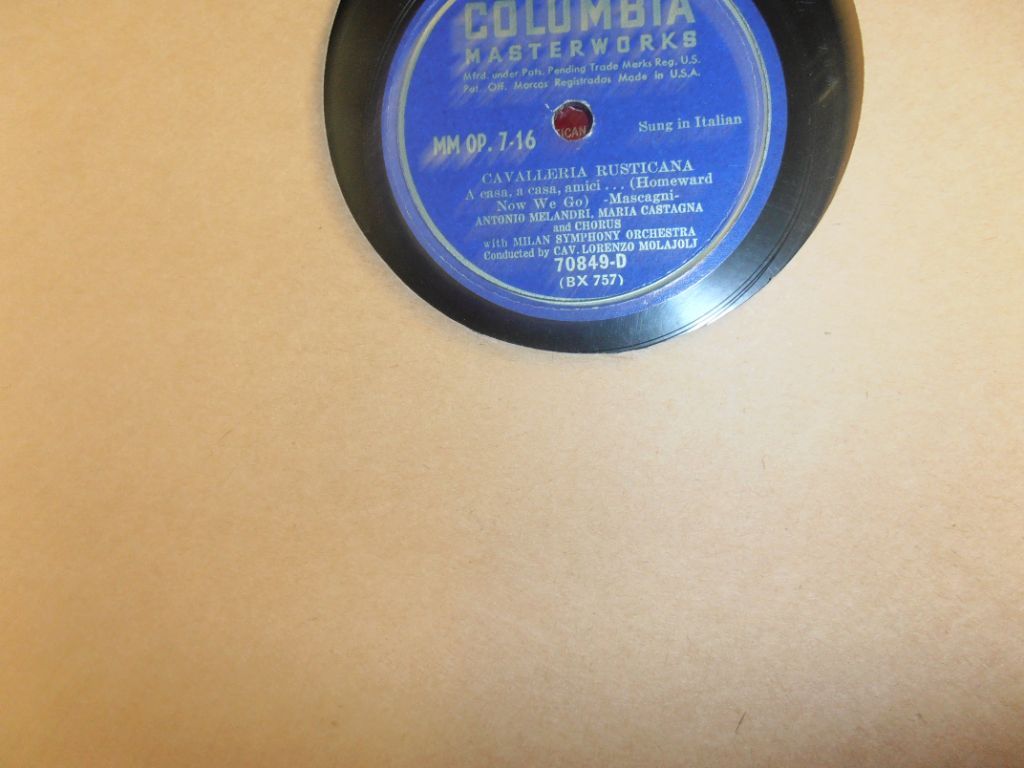 COLUMBIA
MASTERWORKS
Mfrd. under Pats. Pending Trade Marks Reg. U.S.
Pat. Off. Marcas Registradas Made in U.S.A.
ICAN
Sung in Italian
MM OP. 7-16
CAVALLERIA RUSTICANA
A casa, a casa, amici . . . (Homeward
Now We Go) -Mascagni-
ANTONIO MELANDRI, MARIA CASTAGNA
and CHORUS
with MILAN SYMPHONY ORCHESTRA
Conducted by CAV. LORENZO MOLAJOLI
70849-D
(BX 757)